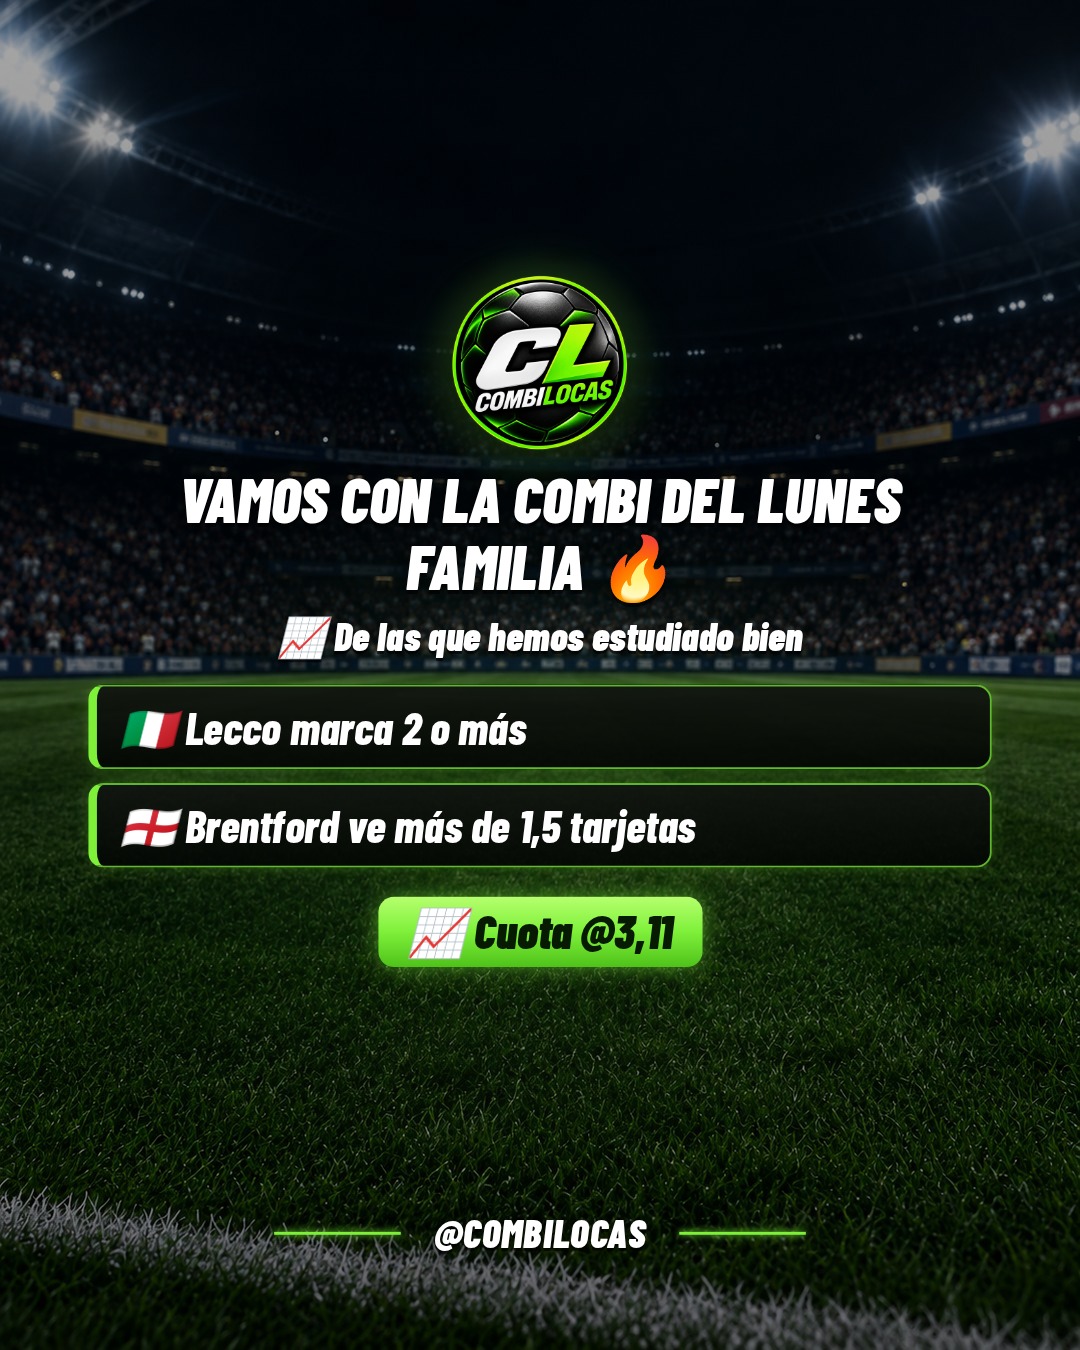 CL
COMBILOCAS
VAMOS CON LA COMBI DEL LUNES
FAMILIA 🔥
📈 De las que hemos estudiado bien
🇮🇹 Lecco marca 2 o más
🏴󠁧󠁢󠁥󠁮󠁧󠁿 Brentford ve más de 1,5 tarjetas
📈 Cuota @3,11
@COMBILOCAS